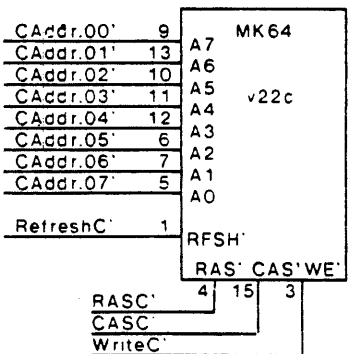 CAddr.00' 9 A7 MK64
CAddr.01' 13 A6
CAddr.02' 10 A5 v22c
CAddr.03' 11 A4
CAddr.04' 12 A3
CAddr.05' 6 A2
CAddr.06' 7 A1
CAddr.07' 5 A0
RefreshC' 1 RFSH'
RAS' CAS' WE'
4 15 3
RASC'
CASC'
WriteC'